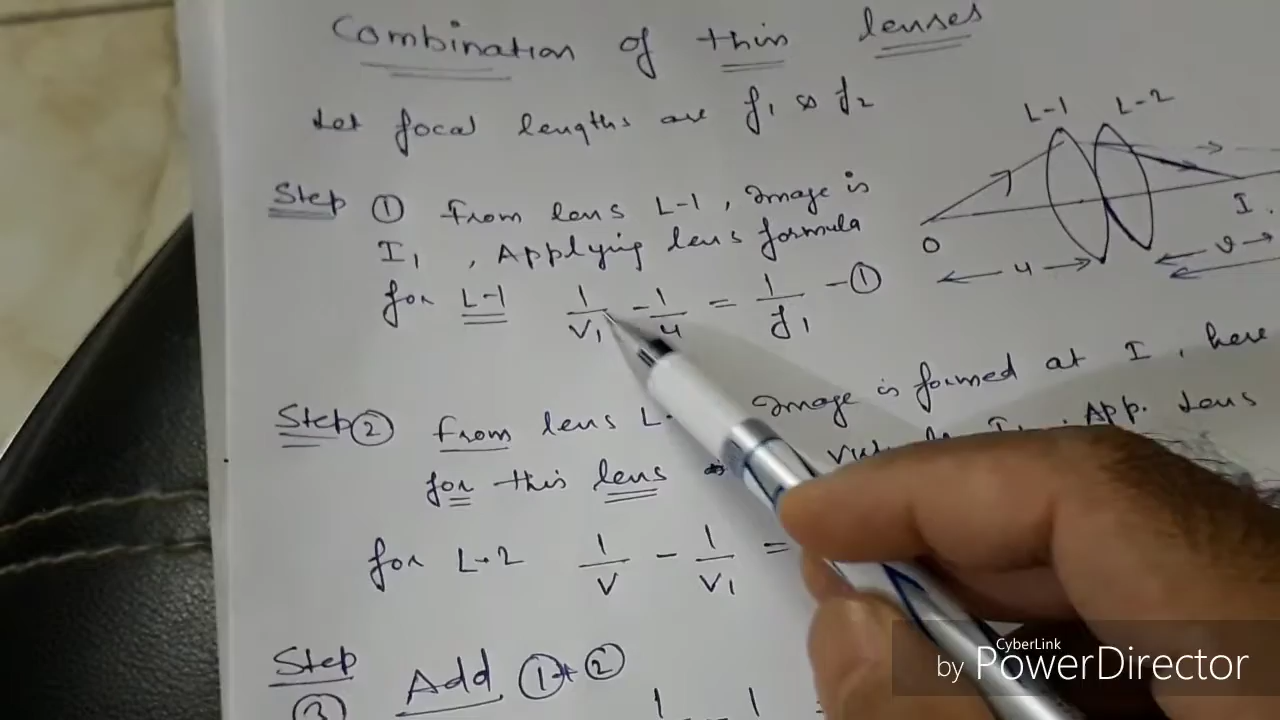 Combination of thin lenses
Let focal lengths are f1 & f2
L-1 L-2
Step ① From lens L-1, Image is
I1, Applying lens formula
for L-1 1/V1 - 1/u = 1/f1 - ①
O
I
u
v
Step ② From lens L- Image is formed at I, here
for this lens App. Lens
for L-2 1/V - 1/V1 =
Step ③ Add ① + ②
1 1
CyberLink
by PowerDirector